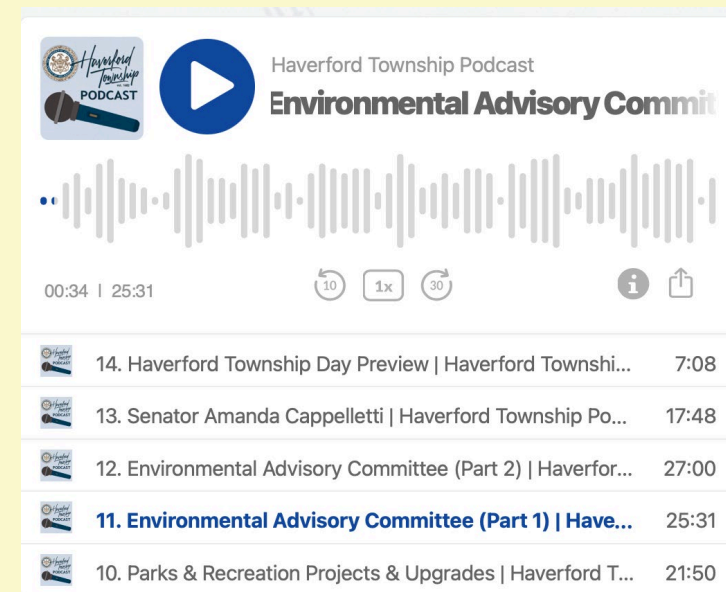 Haverford
Township
PODCAST
Haverford Township Podcast
Environmental Advisory Commit
00:34 | 25:31
10
1x
30
i
14. Haverford Township Day Preview | Haverford Townshi... 7:08
13. Senator Amanda Cappelletti | Haverford Township Po... 17:48
12. Environmental Advisory Committee (Part 2) | Haverfor... 27:00
11. Environmental Advisory Committee (Part 1) | Have... 25:31
10. Parks & Recreation Projects & Upgrades | Haverford T... 21:50